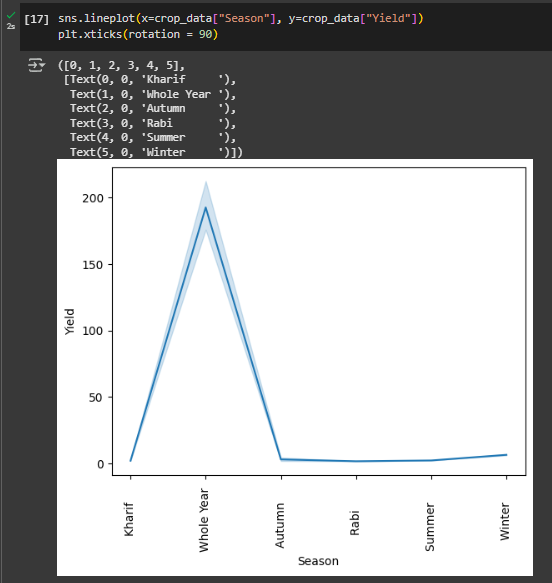 [17] sns.lineplot(x=crop_data["Season"], y=crop_data["Yield"])
2s
plt.xticks(rotation = 90)
([0, 1, 2, 3, 4, 5],
[Text(0, 0, 'Kharif     '),
Text(1, 0, 'Whole Year '),
Text(2, 0, 'Autumn     '),
Text(3, 0, 'Rabi       '),
Text(4, 0, 'Summer     '),
Text(5, 0, 'Winter     ')])
200
150
100
50
0
Yield
Kharif
Whole Year
Autumn
Rabi
Summer
Winter
Season